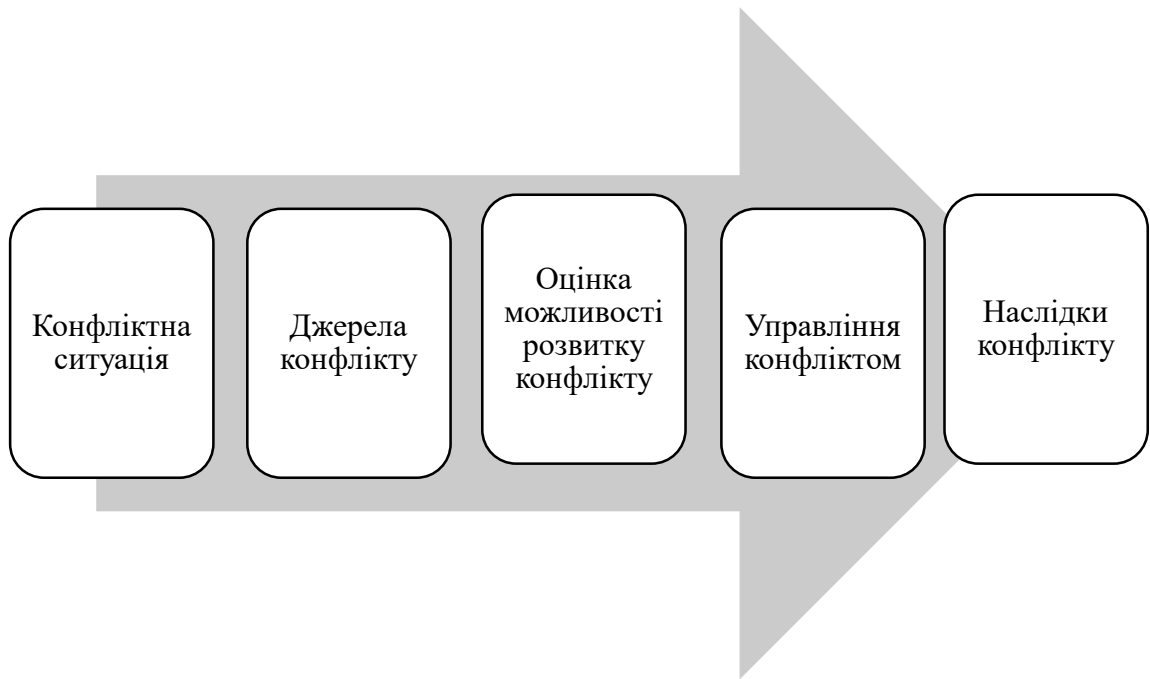 Конфліктна
ситуація
Джерела
конфлікту
Оцінка
можливості
розвитку
конфлікту
Управління
конфліктом
Наслідки
конфлікту